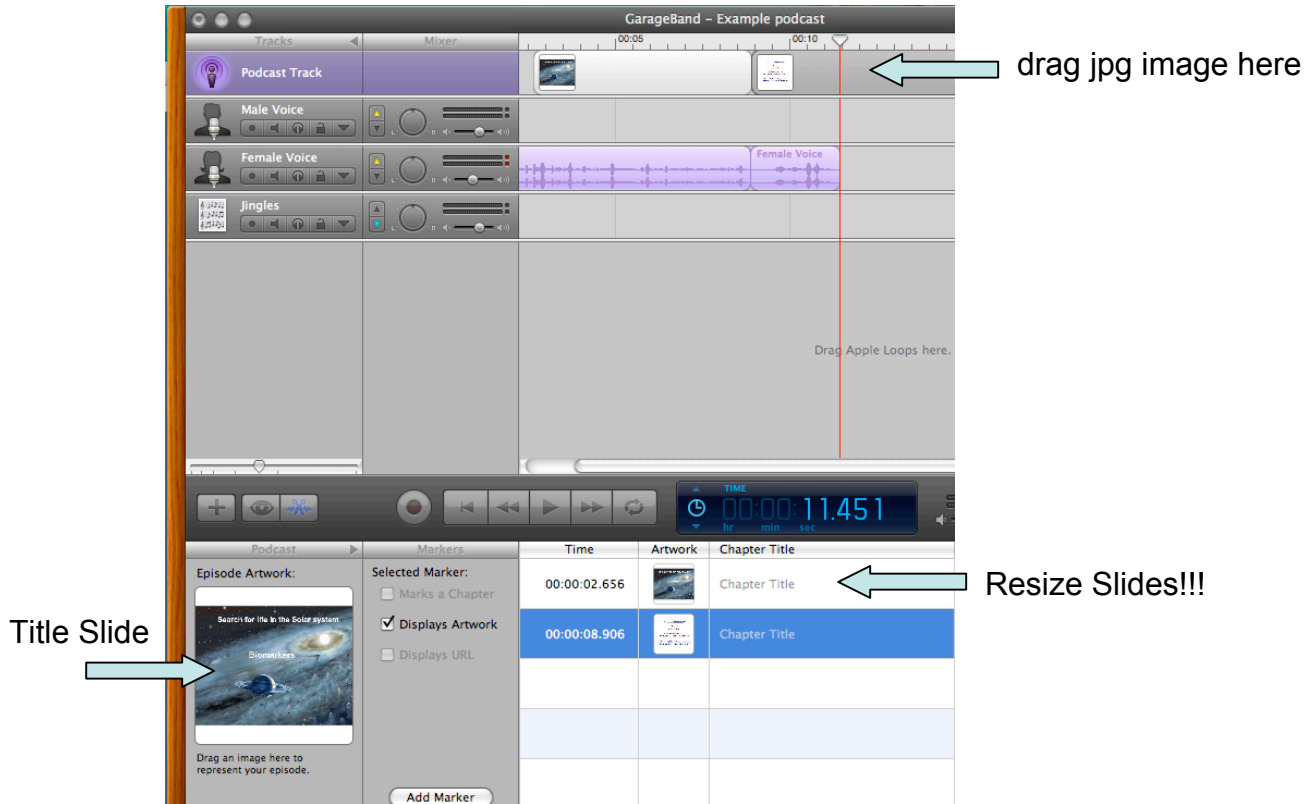 GarageBand – Example podcast
Tracks
Mixer
00:05
00:10
Podcast Track
drag jpg image here
Male Voice
L
R
Female Voice
L
R
Female Voice
Jingles
L
R
Drag Apple Loops here.
TIME
00:00:11.451
hr min sec
Podcast
Markers
Time
Artwork
Chapter Title
Episode Artwork:
Selected Marker:
Marks a Chapter
00:00:02.656
Chapter Title
Resize Slides!!!
Displays Artwork
00:00:08.906
Chapter Title
Displays URL
Title Slide
Search for life in the Solar system
Biomarkers
Drag an image here to
represent your episode.
Add Marker